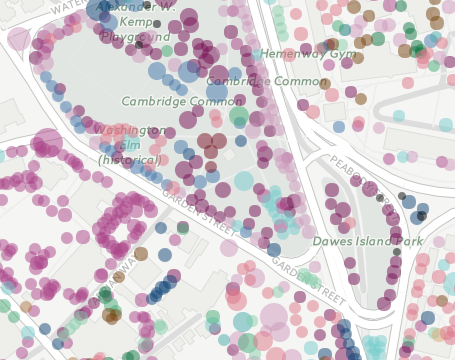 WATER
Alexander W.
Kemp
Playground
Hemenway Gym
Cambridge Common
Cambridge Common
Washington
Elm
(historical)
PEABODY
GARDEN STREET
Dawes Island Park
GARDEN STREET